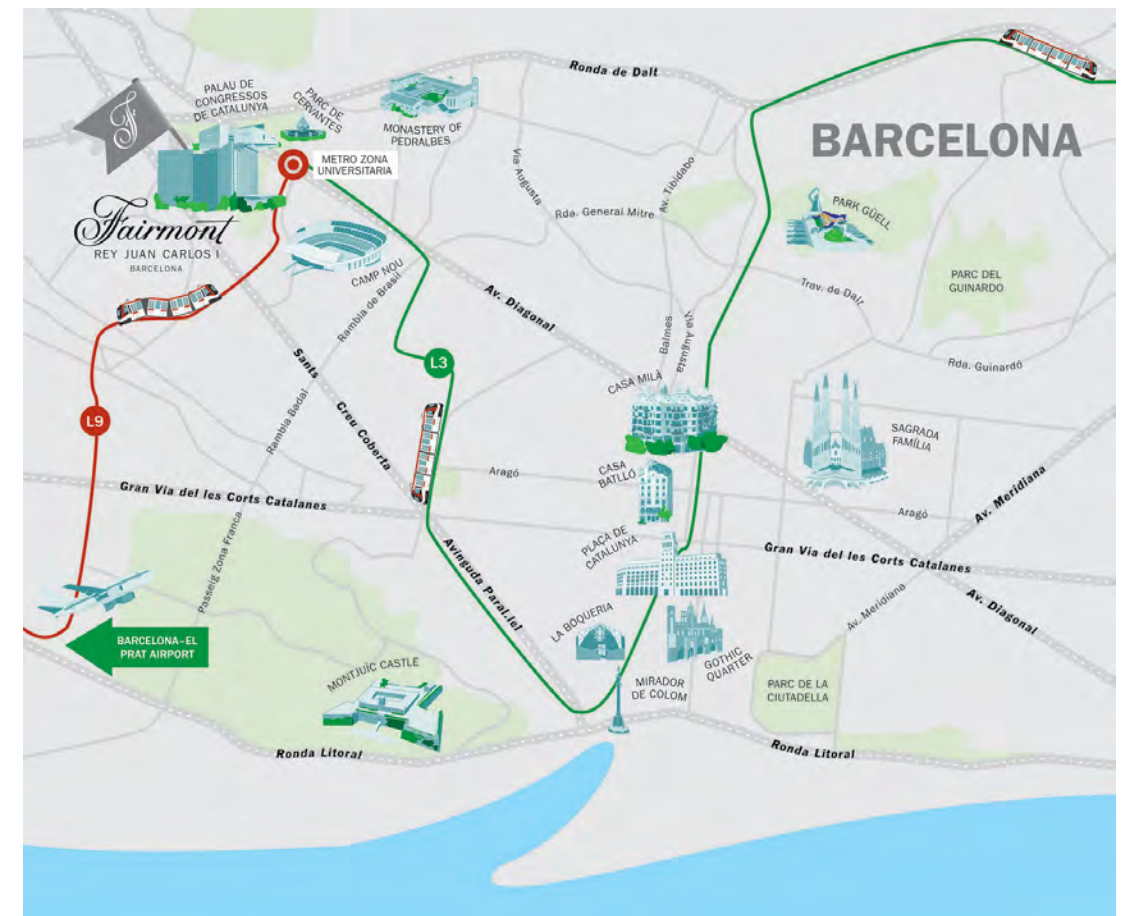 BARCELONA
Ronda de Dalt
PALAU DE
CONGRESSOS
DE CATALUNYA
PARC DE
CERVANTES
MONASTERY OF
PEDRALBES
F
METRO ZONA
UNIVERSITARIA
Fairmont
REY JUAN CARLOS I
BARCELONA
CAMP NOU
Via Augusta
Av. Tibidabo
Rda. General Mitre
PARK GÜELL
PARC DEL
GUINARDO
Trav. de Dalt
Rambla de Brasil
Av. Diagonal
Balmes
Via Augusta
Rda. Guinardó
Sants
L3
CASA MILÀ
L9
Rambla Badal
Creu Coberta
SAGRADA
FAMÍLIA
CASA
BATLLÓ
Aragó
Gran Via del les Corts Catalanes
Aragó
Av. Meridiana
Passeig Zona Franca
Avinguda Paral.lel
PLAÇA DE
CATALUNYA
Gran Via del les Corts Catalanes
Av. Meridiana
Av. Diagonal
BARCELONA-EL
PRAT AIRPORT
LA BOQUERIA
GOTHIC
QUARTER
MONTJUÏC CASTLE
MIRADOR
DE COLOM
PARC DE LA
CIUTADELLA
Ronda Litoral
Ronda Litoral